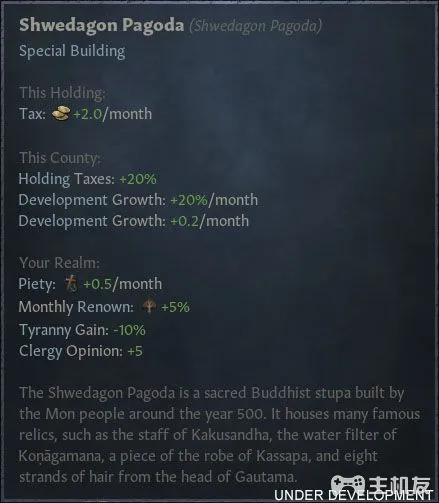 Shwedagon Pagoda (Shwedagon Pagoda)
Special Building
This Holding:
Tax: +2.0/month
This County:
Holding Taxes: +20%
Development Growth: +20%/month
Development Growth: +0.2/month
Your Realm:
Piety: +0.5/month
Monthly Renown: +5%
Tyranny Gain: -10%
Clergy Opinion: +5
The Shwedagon Pagoda is a sacred Buddhist stupa built by
the Mon people around the year 500. It houses many famous
relics, such as the staff of Kakusandha, the water filter of
Koṇāgamana, a piece of the robe of Kassapa, and eight
strands of hair from the head of Gautama.
主机友
UNDER DEVELOPMENT